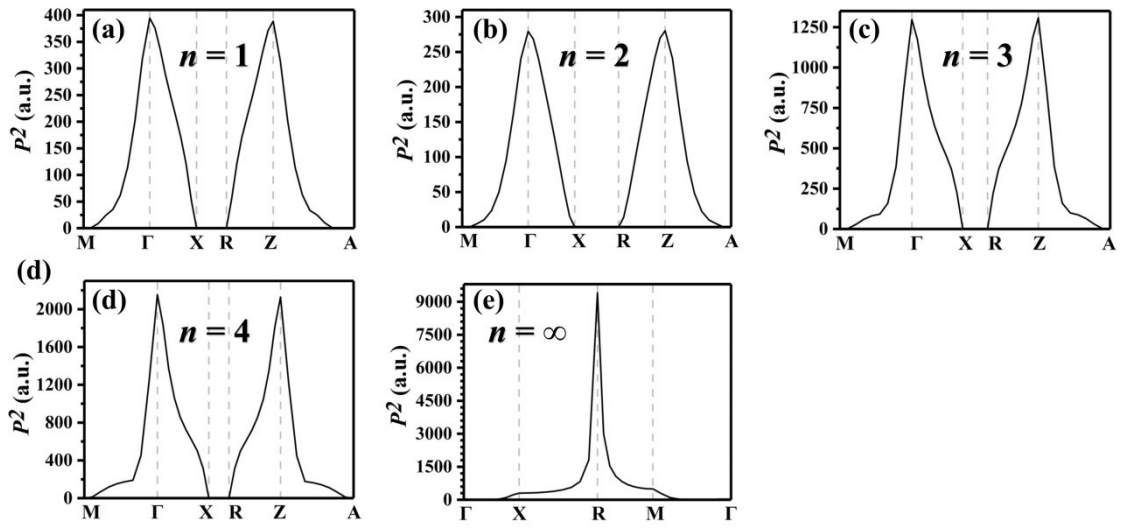 (a)
n = 1
P² (a.u.)
400
350
300
250
200
150
100
50
0
M Γ X R Z A
(b)
n = 2
P² (a.u.)
300
250
200
150
100
50
0
M Γ X R Z A
(c)
n = 3
P² (a.u.)
1250
1000
750
500
250
0
M Γ X R Z A
(d)
(d)
n = 4
P² (a.u.)
2000
1600
1200
800
400
0
M Γ X R Z A
(e)
n = ∞
P² (a.u.)
9000
7500
6000
4500
3000
1500
0
Γ X R M Γ